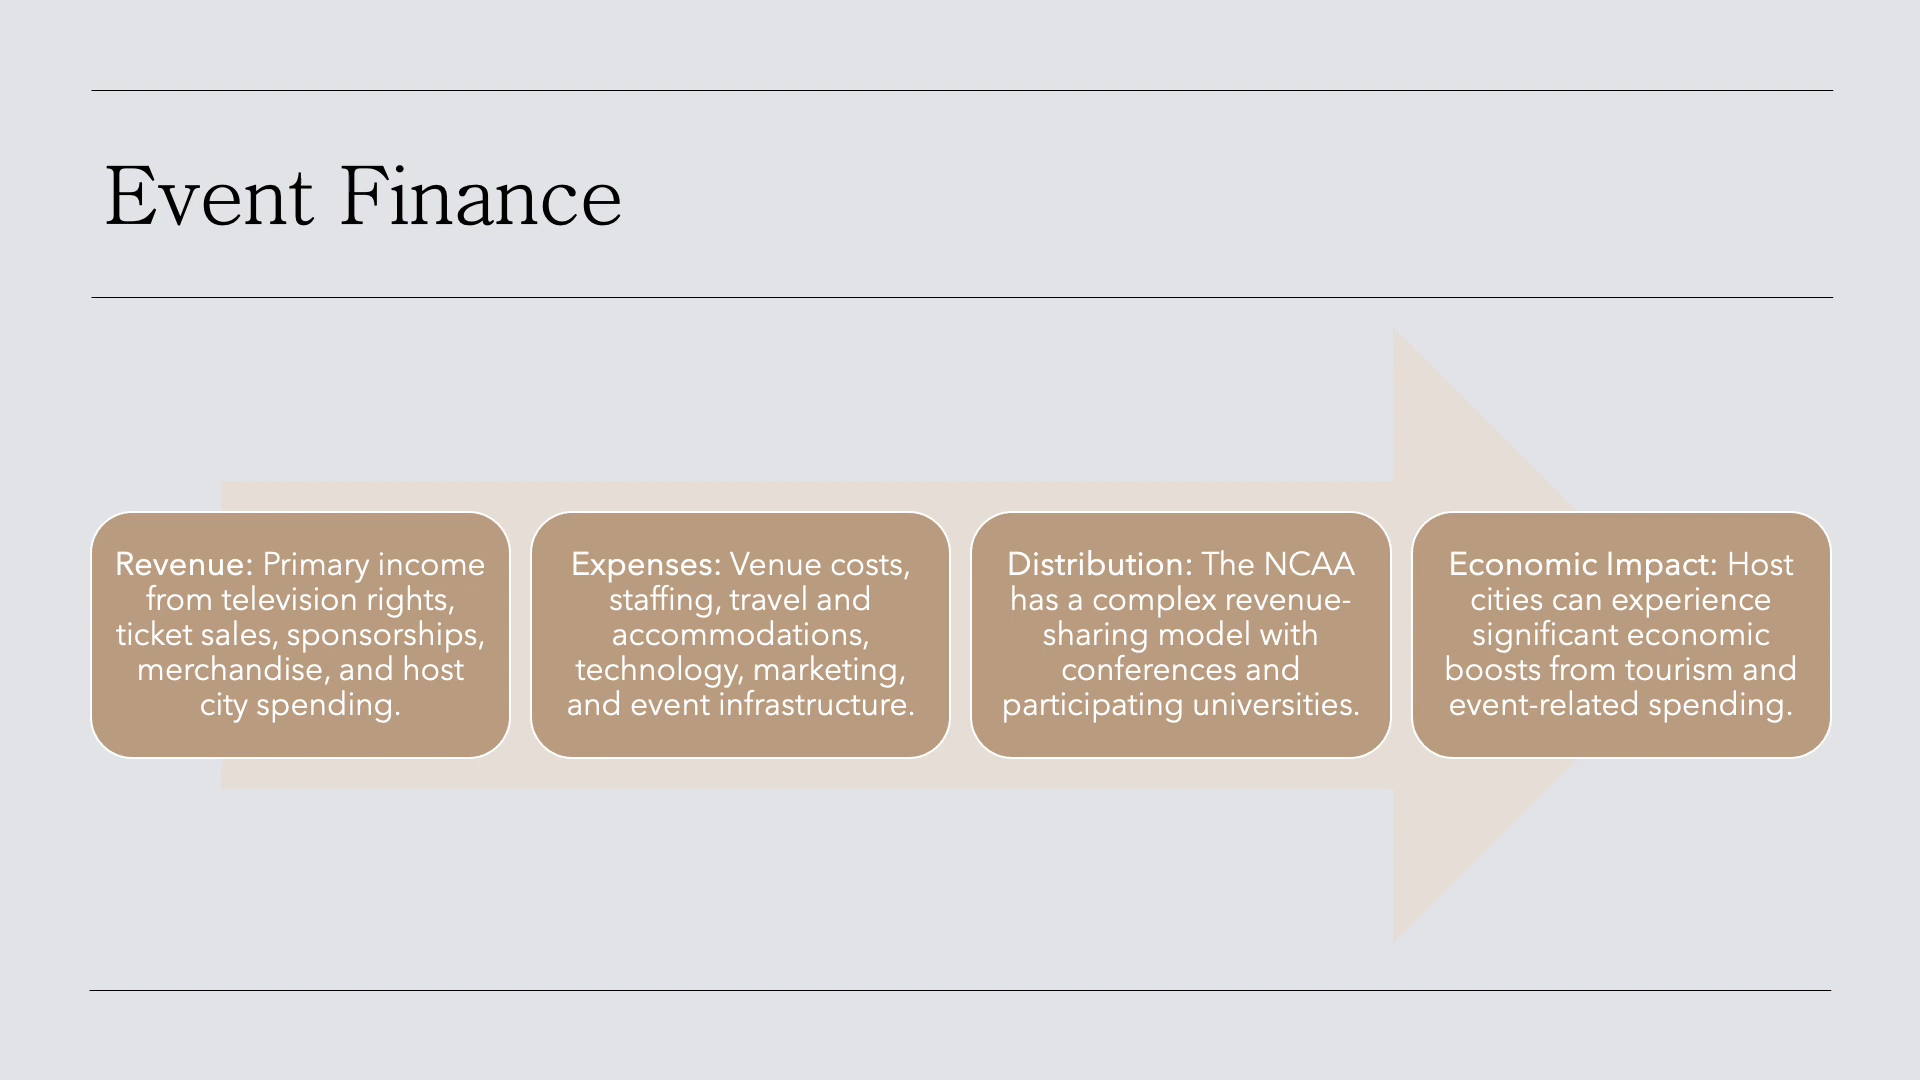 Event Finance
Revenue: Primary income
from television rights,
ticket sales, sponsorships,
merchandise, and host
city spending.
Expenses: Venue costs,
staffing, travel and
accommodations,
technology, marketing,
and event infrastructure.
Distribution: The NCAA
has a complex revenue-
sharing model with
conferences and
participating universities.
Economic Impact: Host
cities can experience
significant economic
boosts from tourism and
event-related spending.